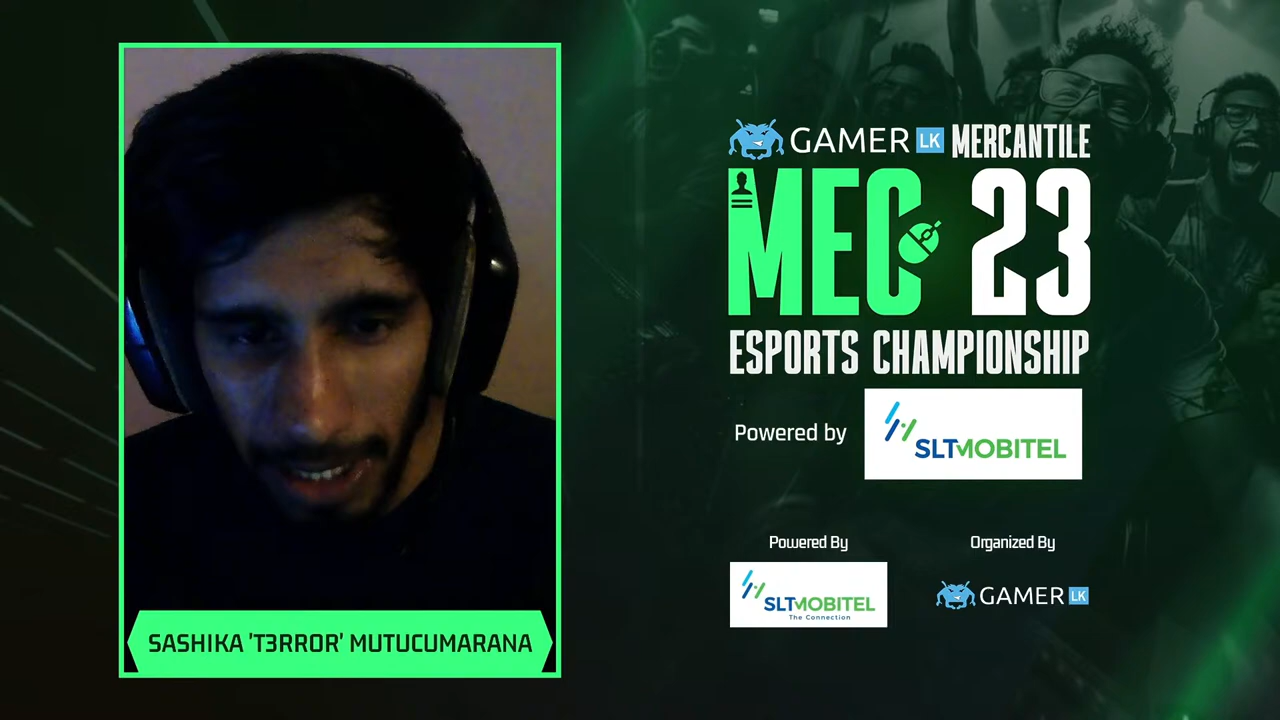 GAMER LK MERCANTILE
MEC 23
ESPORTS CHAMPIONSHIP
Powered by SLTMOBITEL
Powered By
SLTMOBITEL
The Connection
Organized By
GAMER LK
SASHIKA 'T3RROR' MUTUCUMARANA